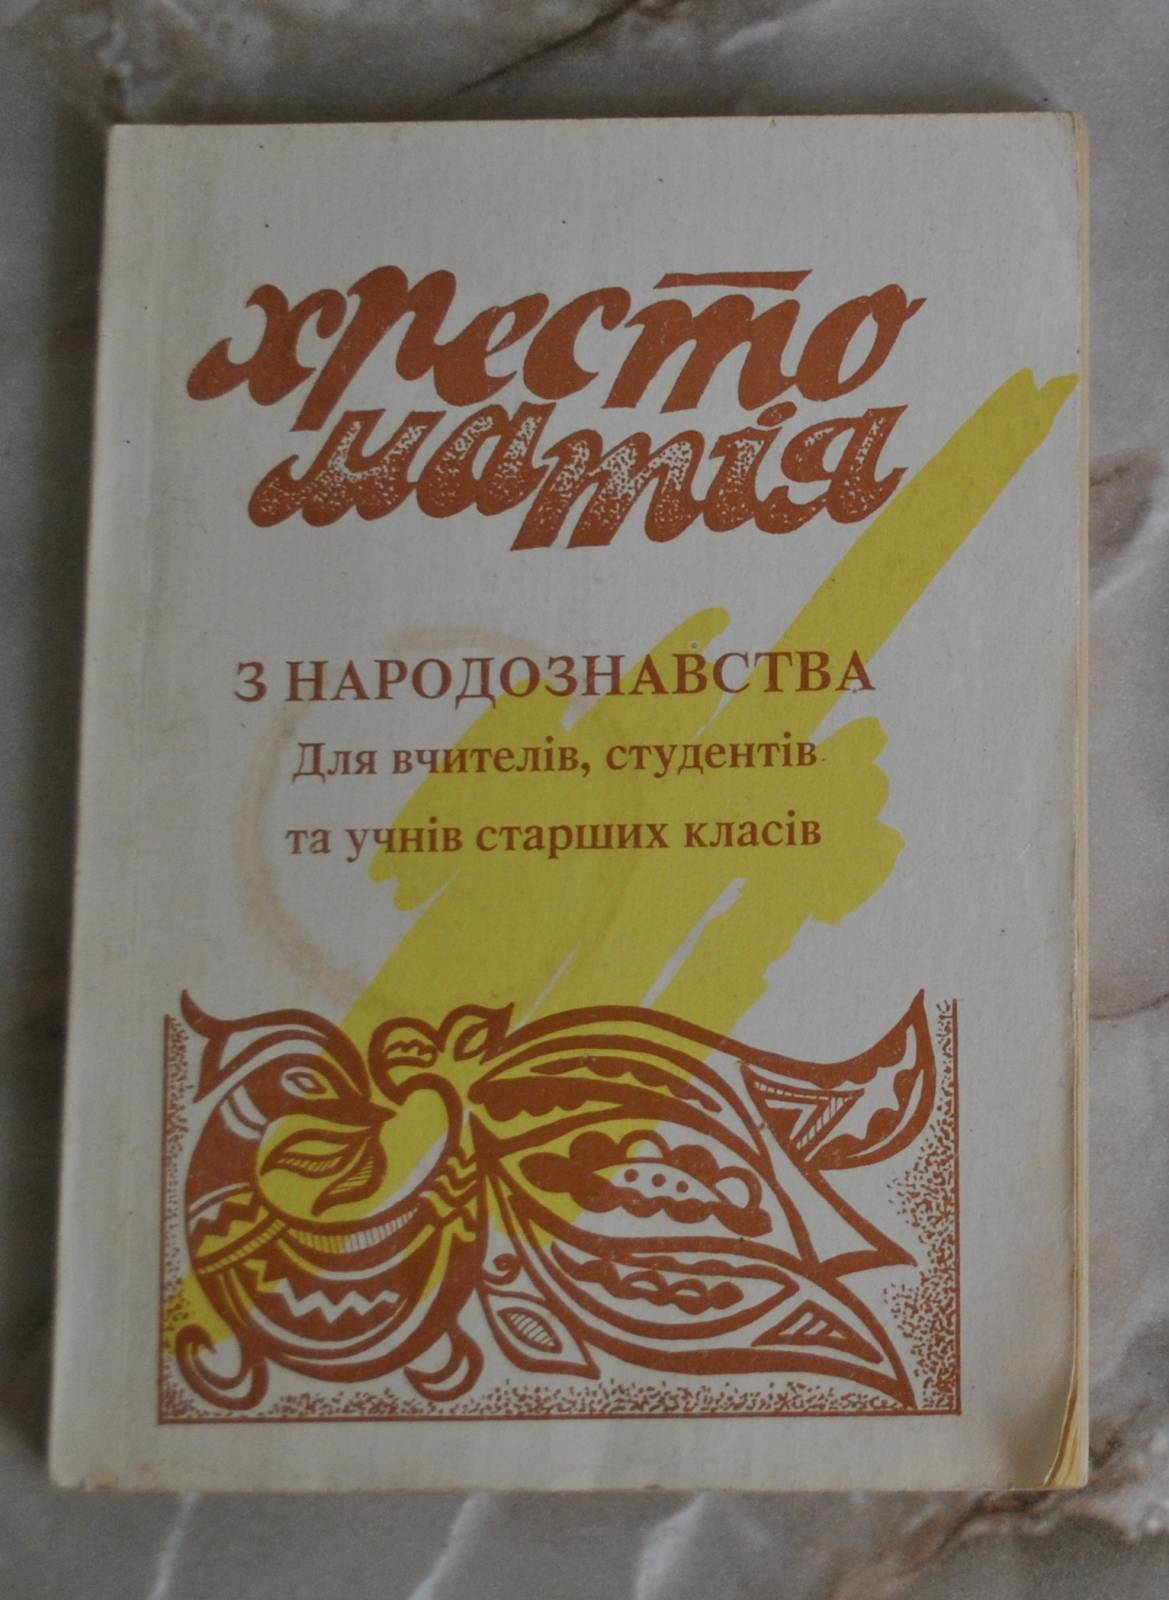 хресто
матія
З НАРОДОЗНАВСТВА
Для вчителів, студентів
та учнів старших класів